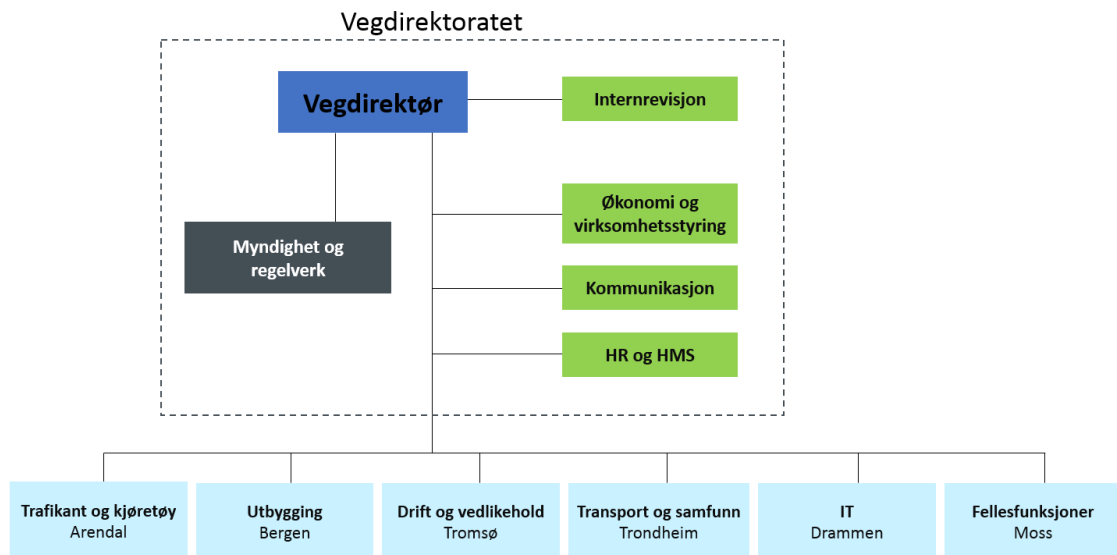 Vegdirektoratet
Vegdirektør
Internrevisjon
Økonomi og
virksomhetsstyring
Myndighet og
regelverk
Kommunikasjon
HR og HMS
Trafikant og kjøretøy
Arendal
Utbygging
Bergen
Drift og vedlikehold
Tromsø
Transport og samfunn
Trondheim
IT
Drammen
Fellesfunksjoner
Moss